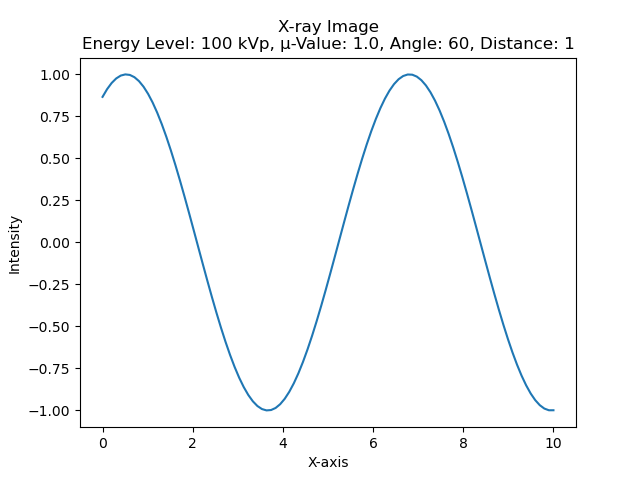 X-ray Image
Energy Level: 100 kVp, μ-Value: 1.0, Angle: 60, Distance: 1
1.00
0.75
0.50
0.25
0.00
−0.25
−0.50
−0.75
−1.00
Intensity
0 2 4 6 8 10
X-axis